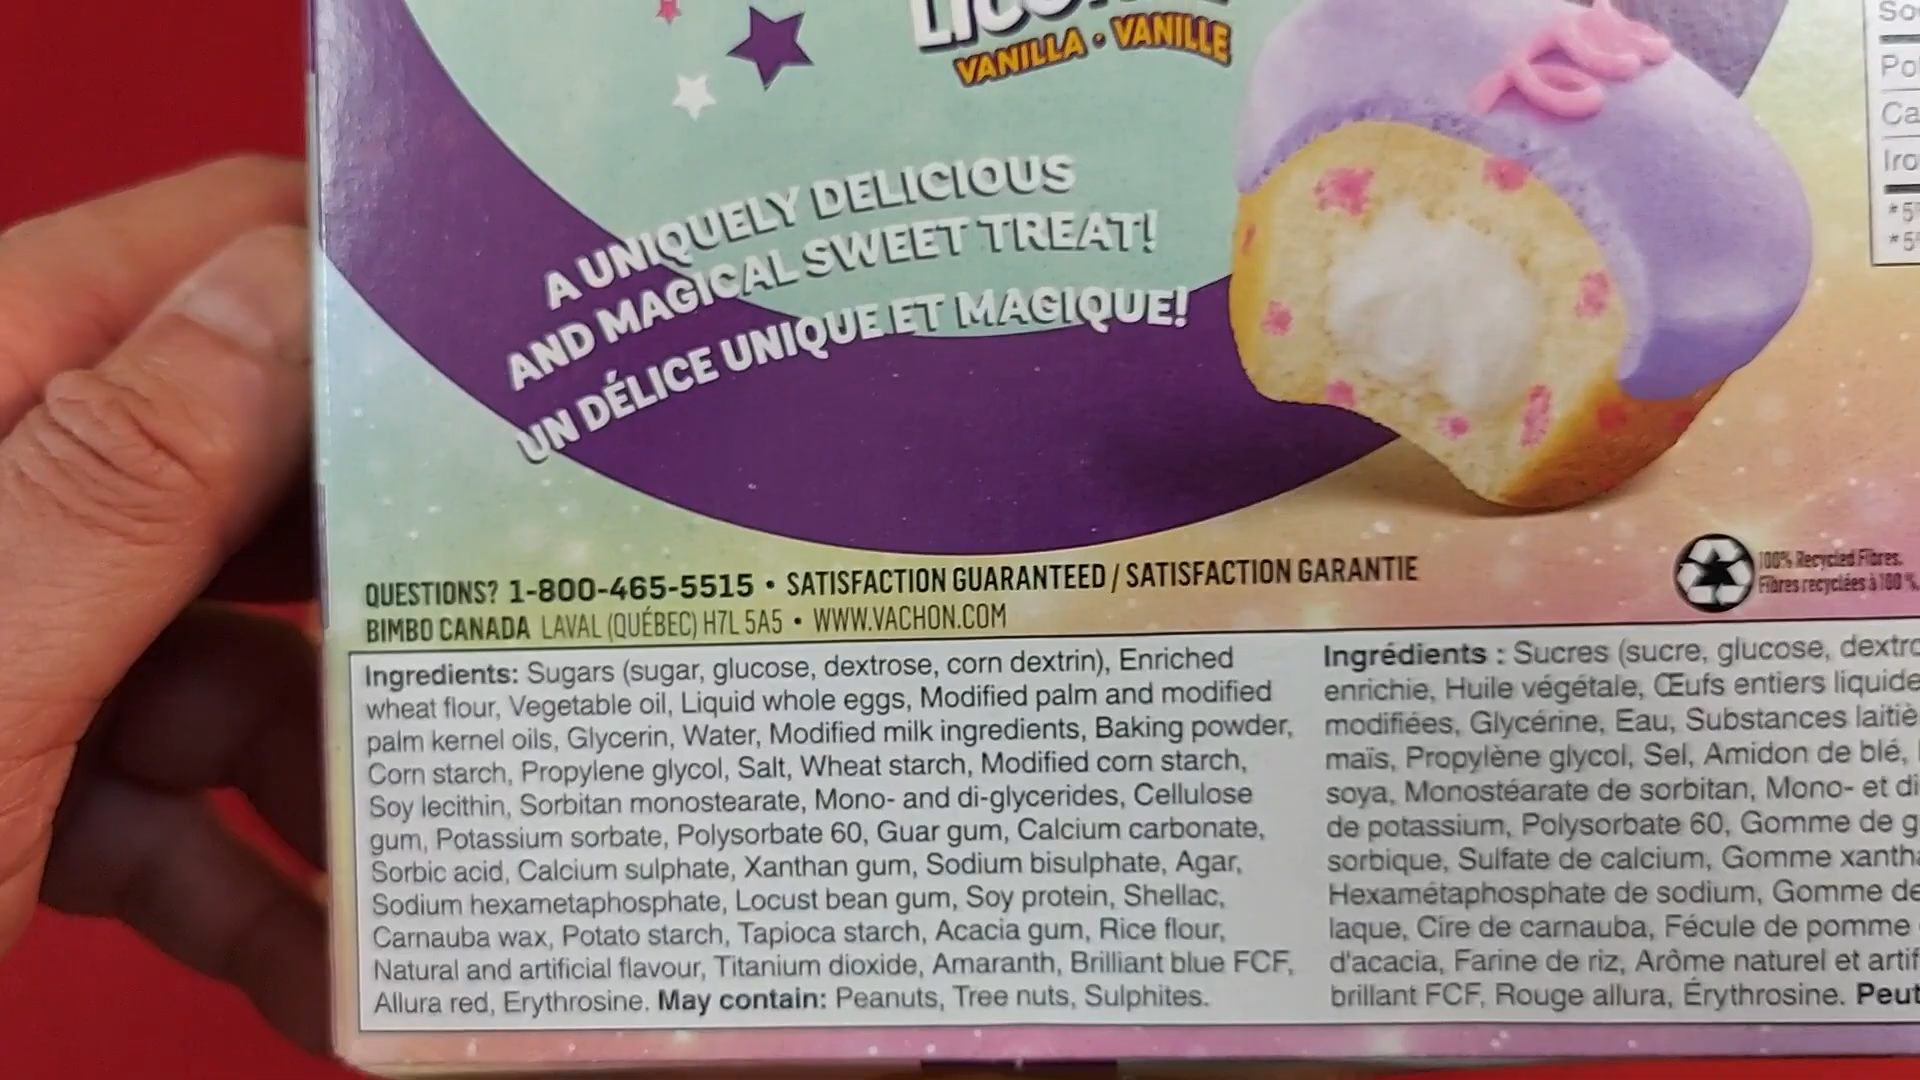 VANILLA • VANILLE
A UNIQUELY DELICIOUS
AND MAGICAL SWEET TREAT!
UN DÉLICE UNIQUE ET MAGIQUE!
QUESTIONS? 1-800-465-5515 • SATISFACTION GUARANTEED / SATISFACTION GARANTIE
BIMBO CANADA LAVAL (QUÉBEC) H7L 5A5 • WWW.VACHON.COM
100% Recycled Fibres.
Fibres recyclées à 100 %.
Ingredients: Sugars (sugar, glucose, dextrose, corn dextrin), Enriched
wheat flour, Vegetable oil, Liquid whole eggs, Modified palm and modified
palm kernel oils, Glycerin, Water, Modified milk ingredients, Baking powder,
Corn starch, Propylene glycol, Salt, Wheat starch, Modified corn starch,
Soy lecithin, Sorbitan monostearate, Mono- and di-glycerides, Cellulose
gum, Potassium sorbate, Polysorbate 60, Guar gum, Calcium carbonate,
Sorbic acid, Calcium sulphate, Xanthan gum, Sodium bisulphate, Agar,
Sodium hexametaphosphate, Locust bean gum, Soy protein, Shellac,
Carnauba wax, Potato starch, Tapioca starch, Acacia gum, Rice flour,
Natural and artificial flavour, Titanium dioxide, Amaranth, Brilliant blue FCF,
Allura red, Erythrosine. May contain: Peanuts, Tree nuts, Sulphites.
Ingrédients : Sucres (sucre, glucose, dextro
enrichie, Huile végétale, Œufs entiers liquide
modifiées, Glycérine, Eau, Substances laitiè
maïs, Propylène glycol, Sel, Amidon de blé,
soya, Monostéarate de sorbitan, Mono- et di
de potassium, Polysorbate 60, Gomme de g
sorbique, Sulfate de calcium, Gomme xantha
Hexamétaphosphate de sodium, Gomme de
laque, Cire de carnauba, Fécule de pomme
d'acacia, Farine de riz, Arôme naturel et artif
brillant FCF, Rouge allura, Érythrosine. Peut